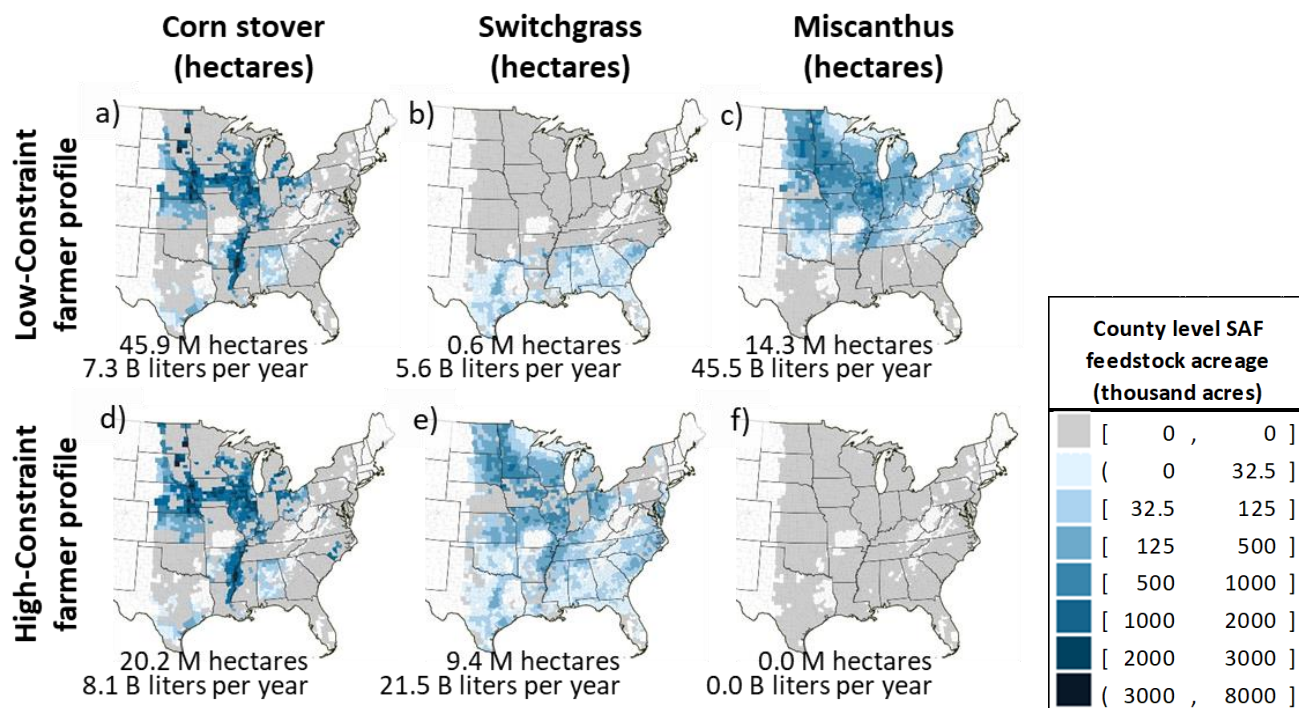 Corn stover
(hectares)
Switchgrass
(hectares)
Miscanthus
(hectares)
Low-Constraint
farmer profile
a)
b)
c)
45.9 M hectares
7.3 B liters per year
0.6 M hectares
5.6 B liters per year
14.3 M hectares
45.5 B liters per year
High-Constraint
farmer profile
d)
e)
f)
20.2 M hectares
8.1 B liters per year
9.4 M hectares
21.5 B liters per year
0.0 M hectares
0.0 B liters per year
County level SAF
feedstock acreage
(thousand acres)
[ 0 , 0 ]
( 0 32.5 ]
[ 32.5 125 ]
[ 125 500 ]
[ 500 1000 ]
[ 1000 2000 ]
[ 2000 3000 ]
( 3000 , 8000 ]